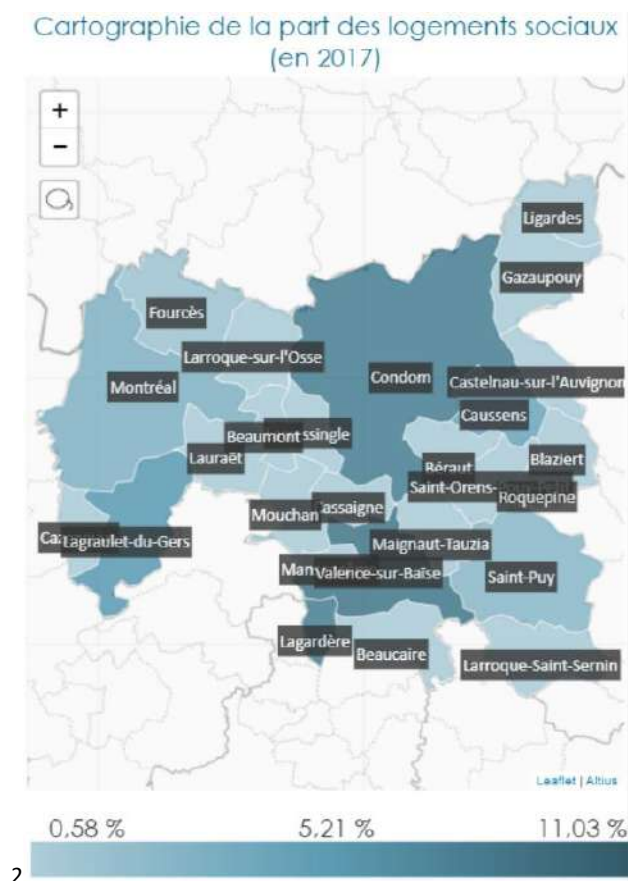 Cartographie de la part des logements sociaux
(en 2017)
+
−
Ligardes
Gazaupouy
Fourcès
Larroque-sur-l'Osse
Condom
Montréal
Castelnau-sur-l'Auvignon
Caussens
Beaumont
ssingle
Lauraët
Blaziert
Béraut
Saint-Orens-
Roquepine
Mouchan
Cassaigne
Lagraulet-du-Gers
Maignaut-Tauzia
Valence-sur-Baïse
Saint-Puy
Lagardère
Beaucaire
Larroque-Saint-Sernin
Leaflet | Altius
0,58 % 5,21 % 11,03 %
2